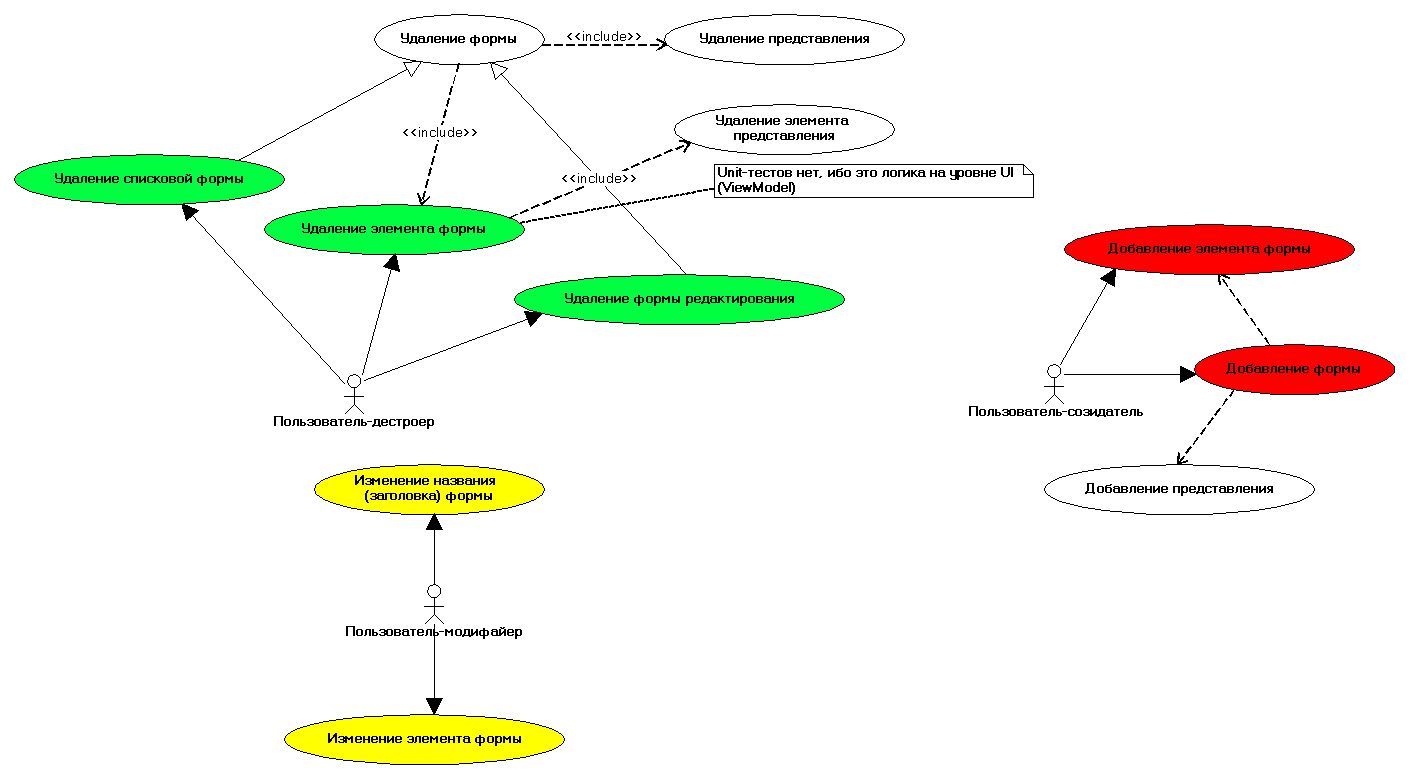 Удаление формы
<<include>>
Удаление представления
<<include>>
Удаление элемента
представления
Удаление списковой формы
<<include>>
Unit-тестов нет, ибо это логика на уровне UI
(ViewModel)
Удаление элемента формы
Добавление элемента формы
Удаление формы редактирования
Добавление формы
Пользователь-дестроер
Пользователь-созидатель
Изменение названия
(заголовка) формы
Добавление представления
Пользователь-модифайер
Изменение элемента формы